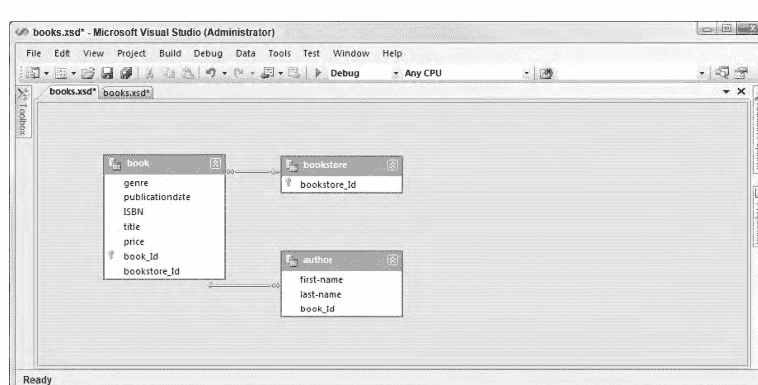 books.xsd* - Microsoft Visual Studio (Administrator)
File Edit View Project Build Debug Data Tools Test Window Help
Debug Any CPU
books.xsd* books.xsd*
Toolbox
book
genre
publicationdate
ISBN
title
price
book_Id
bookstore_Id
bookstore
bookstore_Id
author
first-name
last-name
book_Id
Ready